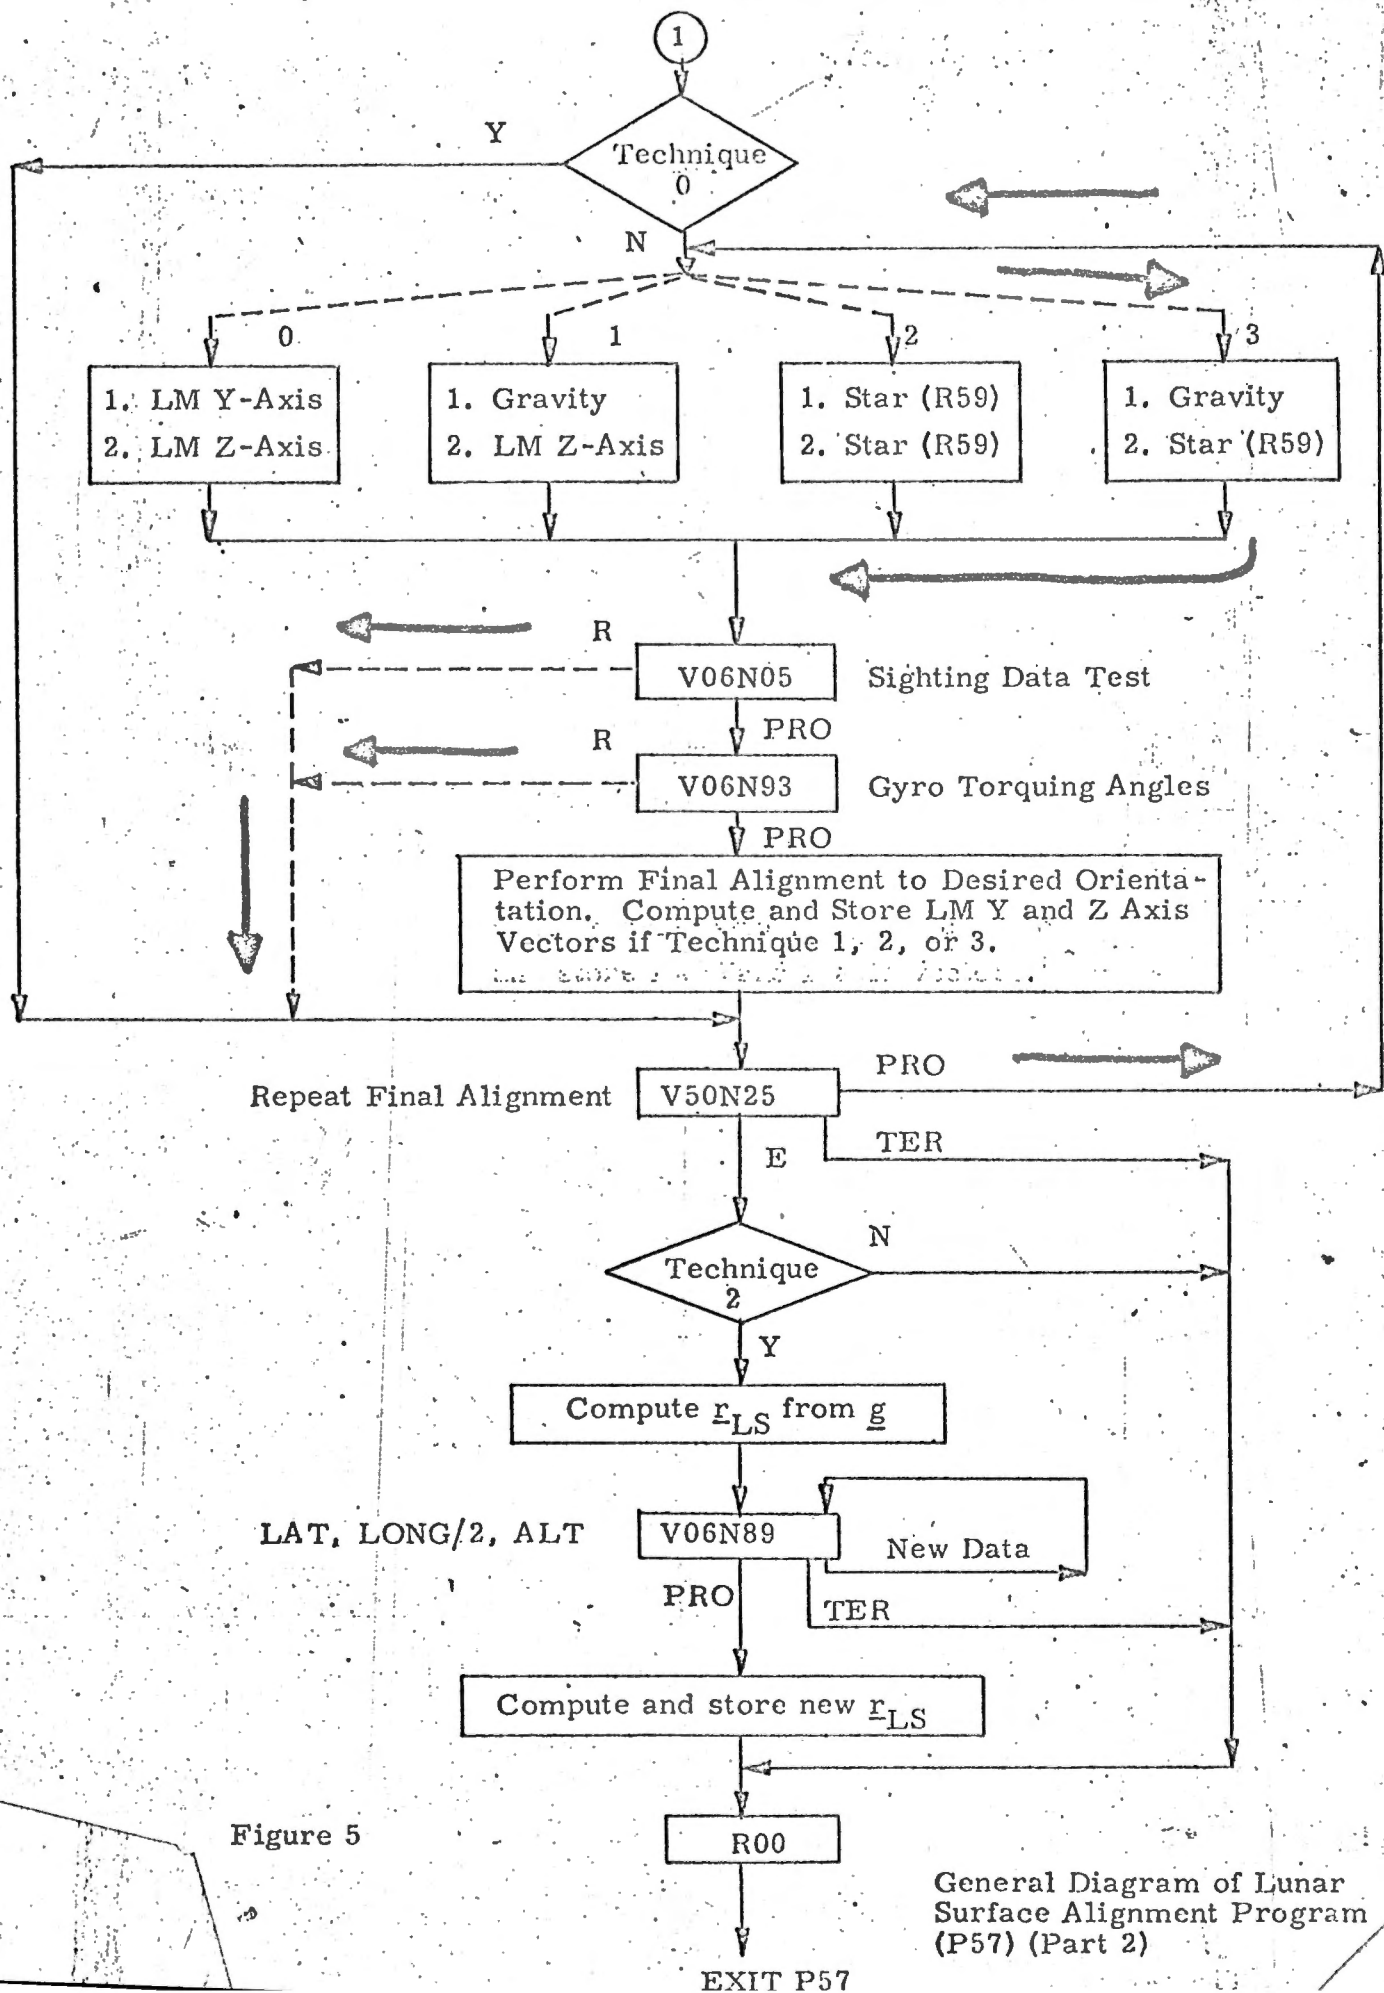 1
Y
Technique
0
N
0
1
2
3
1. LM Y-Axis
2. LM Z-Axis
1. Gravity
2. LM Z-Axis
1. Star (R59)
2. Star (R59)
1. Gravity
2. Star (R59)
R
V06N05
Sighting Data Test
PRO
R
V06N93
Gyro Torquing Angles
PRO
Perform Final Alignment to Desired Orienta-
tation. Compute and Store LM Y and Z Axis
Vectors if Technique 1, 2, or 3.
Repeat Final Alignment
V50N25
PRO
TER
E
Technique
2
N
Y
Compute r_LS from g
LAT, LONG/2, ALT
V06N89
New Data
PRO
TER
Compute and store new r_LS
R00
EXIT P57
Figure 5
General Diagram of Lunar
Surface Alignment Program
(P57) (Part 2)